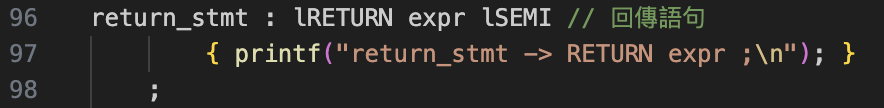 96 return_stmt : lRETURN expr lSEMI // 回傳語句
97 { printf("return_stmt -> RETURN expr ;\n"); }
98 ;